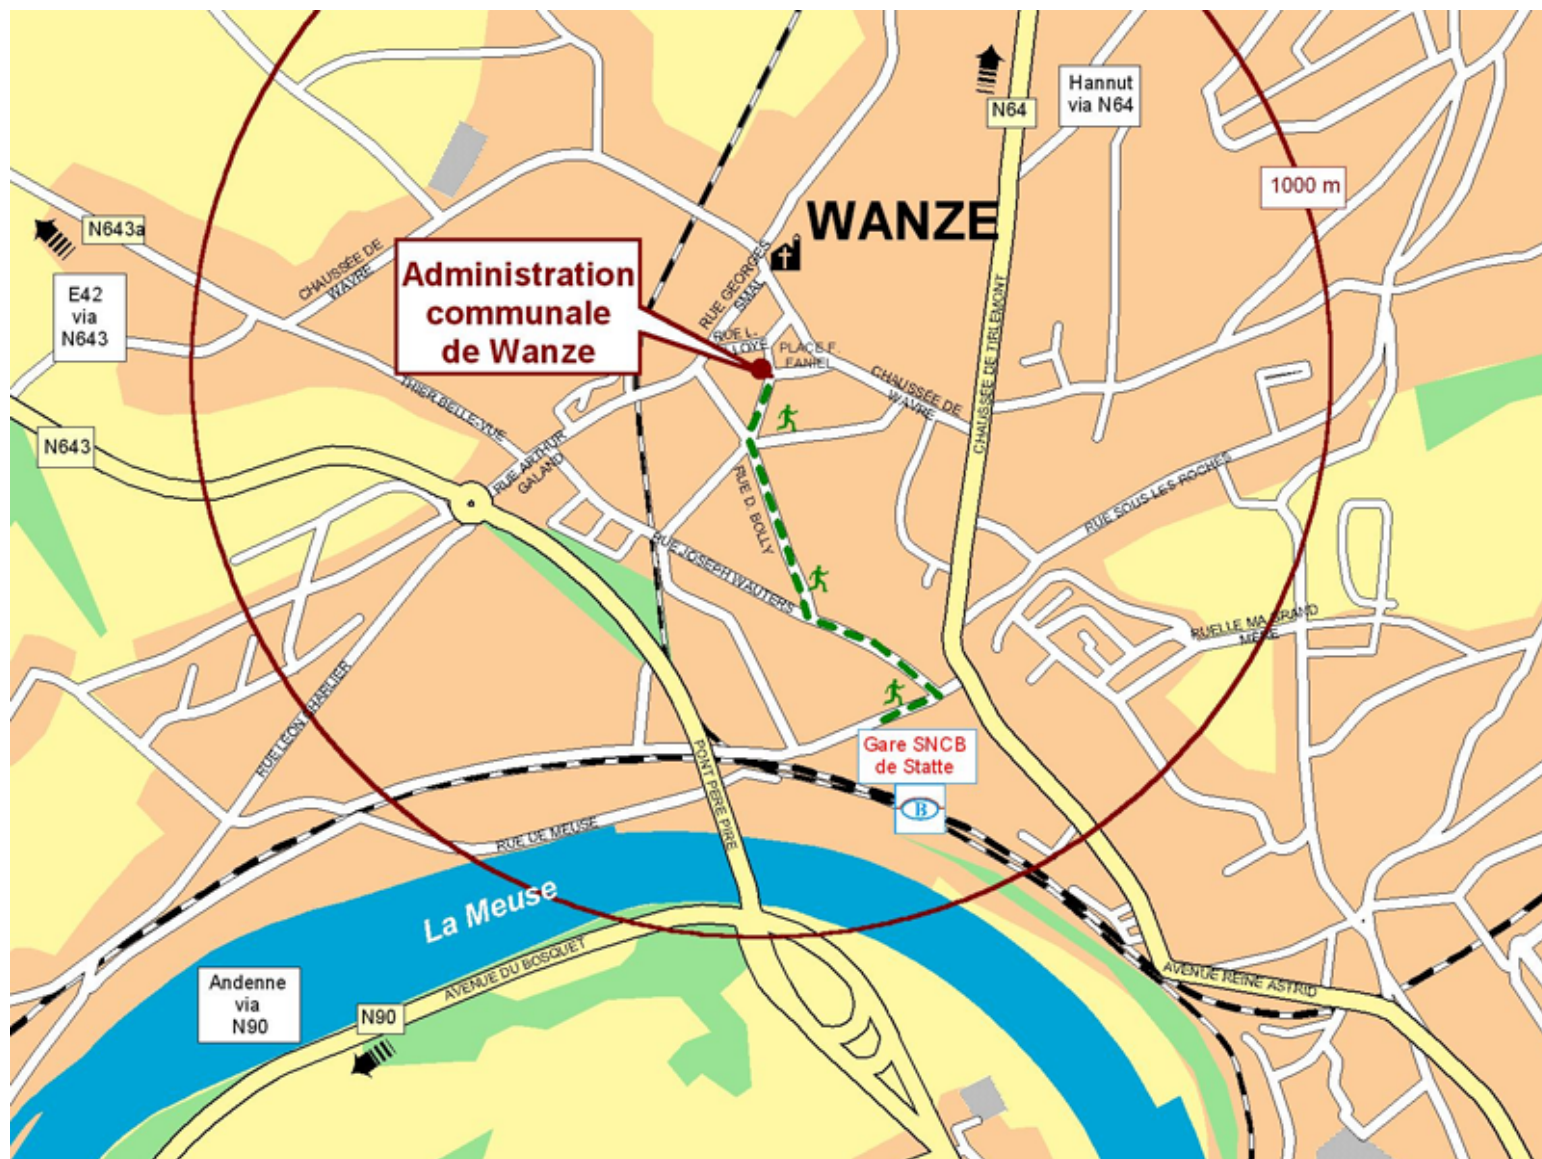 Hannut
via N64
N64
1000 m
WANZE
N643a
CHAUSSÉE DE
WAVRE
Administration
communale
de Wanze
RUE GEORGES
SMAL
E42
via
N643
RUE L.
LOYE
PLACE F.
FANIEL
CHAUSSÉE DE
WAVRE
CHAUSSÉE DE TIRLEMONT
THIER BELLE-VUE
N643
RUE ARTHUR
GALAND
RUE D. BOLLY
RUE SOUS LES ROCHES
RUE JOSEPH WAUTERS
RUELLE MA GRAND
MÈRE
RUE LÉON CHARLIER
PONT PERE PIRE
Gare SNCB
de Statte
B
RUE DE MEUSE
La Meuse
AVENUE DU BOSQUET
AVENUE REINE ASTRID
Andenne
via
N90
N90